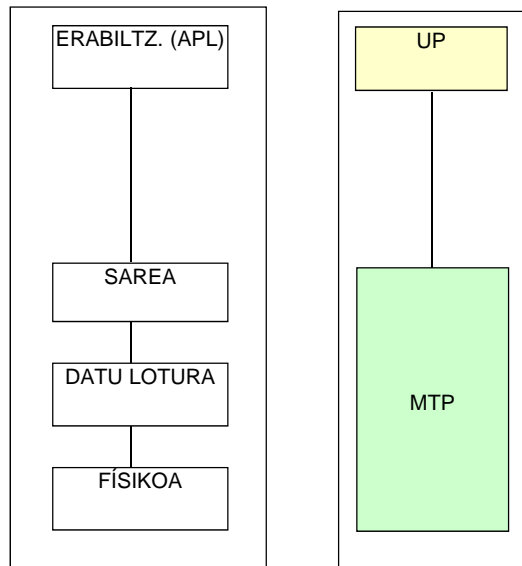 ERABILTZ. (APL)
SAREA
DATU LOTURA
FÍSIKOA
UP
MTP